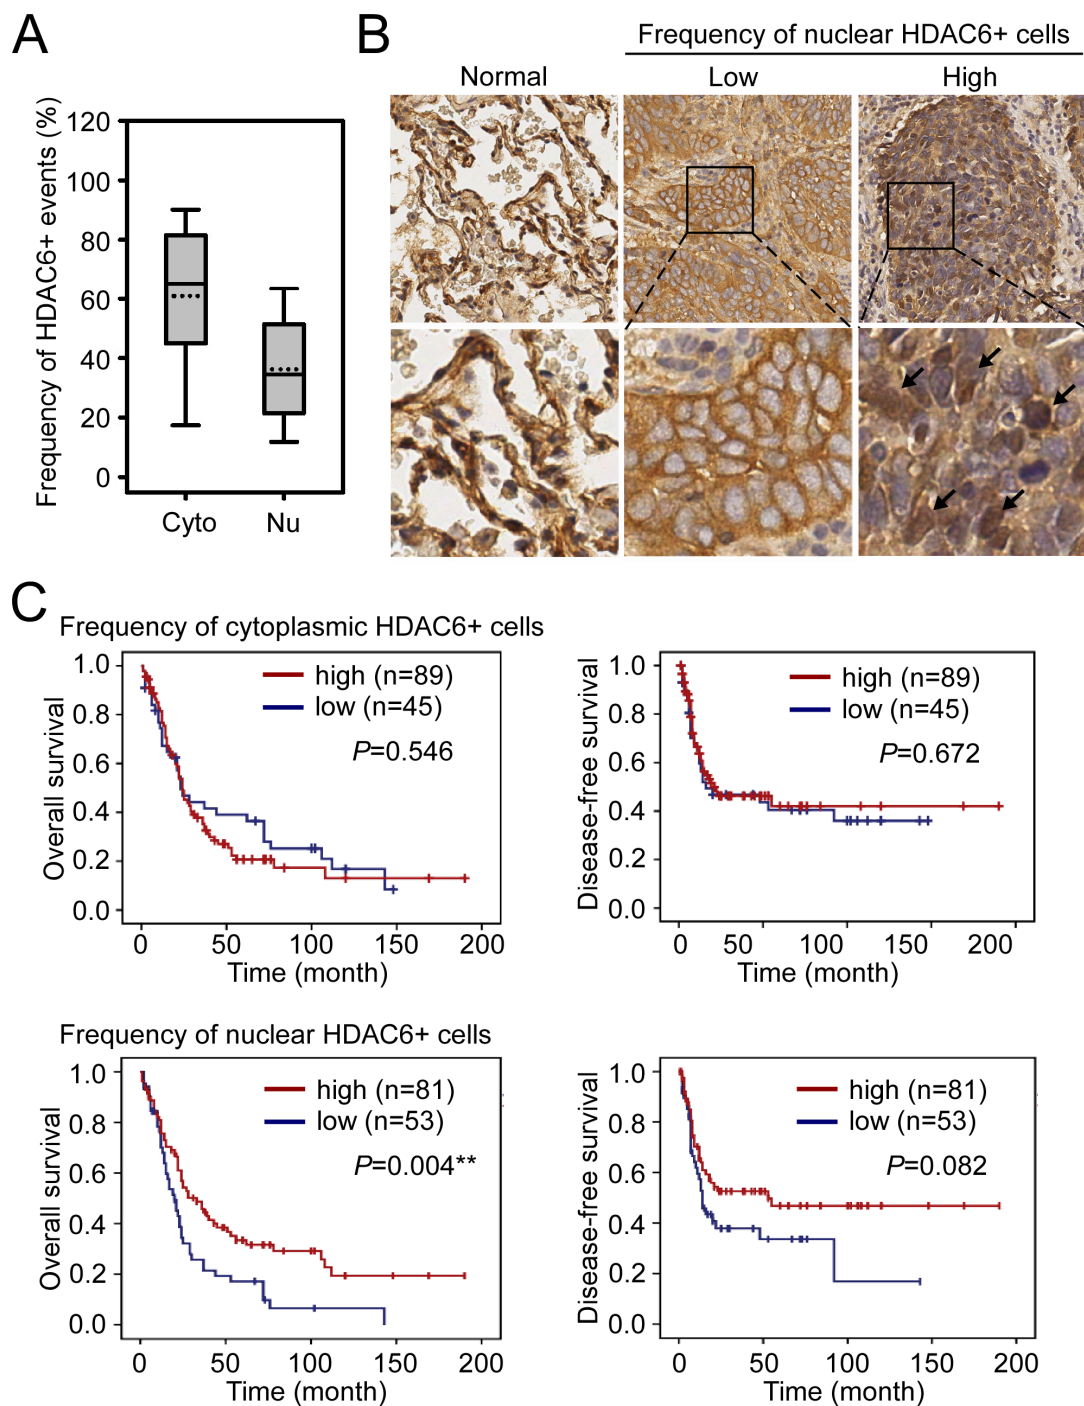 A
Frequency of HDAC6+ events (%)
120
100
80
60
40
20
0
Cyto
Nu
B
Frequency of nuclear HDAC6+ cells
Normal
Low
High
C
Frequency of cytoplasmic HDAC6+ cells
Overall survival
1.0
0.8
0.6
0.4
0.2
0.0
high (n=89)
low (n=45)
P=0.546
0 50 100 150 200
Time (month)
Disease-free survival
1.0
0.8
0.6
0.4
0.2
0.0
high (n=89)
low (n=45)
P=0.672
0 50 100 150 200
Time (month)
Frequency of nuclear HDAC6+ cells
Overall survival
1.0
0.8
0.6
0.4
0.2
0.0
high (n=81)
low (n=53)
P=0.004**
0 50 100 150 200
Time (month)
Disease-free survival
1.0
0.8
0.6
0.4
0.2
0.0
high (n=81)
low (n=53)
P=0.082
0 50 100 150 200
Time (month)